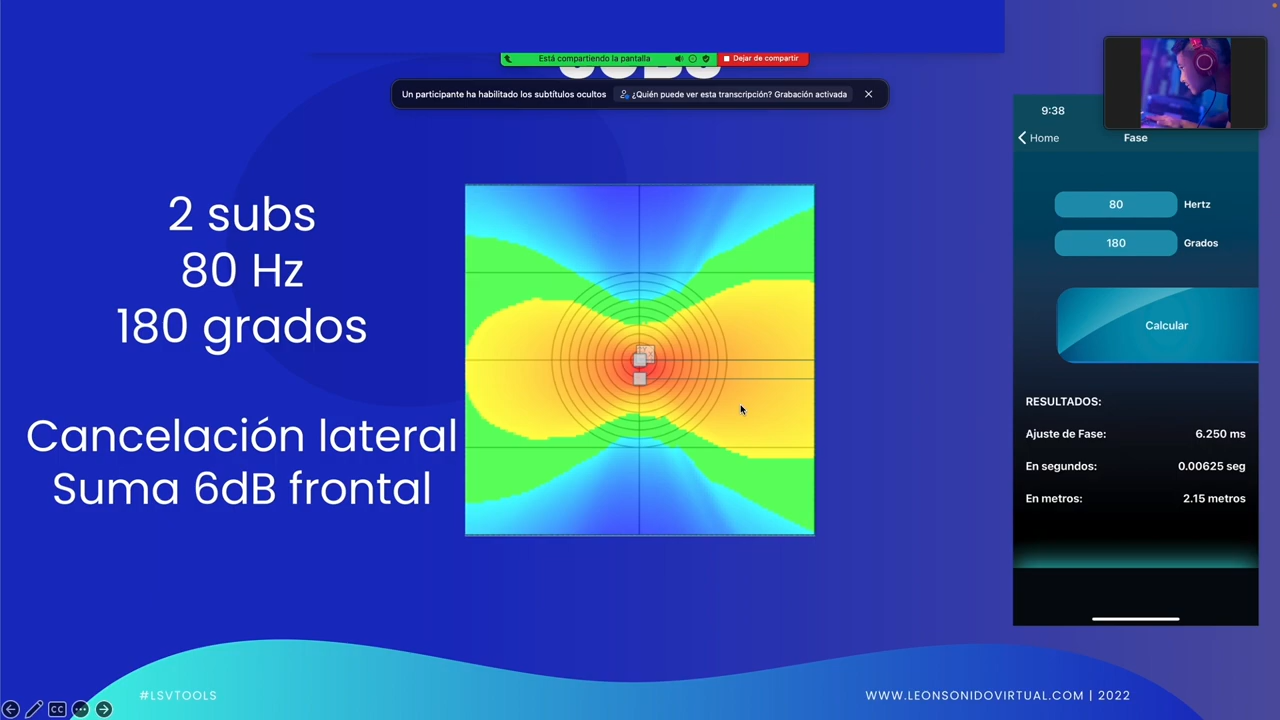 Está compartiendo la pantalla
Dejar de compartir
Un participante ha habilitado los subtítulos ocultos
¿Quién puede ver esta transcripción? Grabación activada
9:38
Home
Fase
80
Hertz
180
Grados
Calcular
RESULTADOS:
Ajuste de Fase:
6.250 ms
En segundos:
0.00625 seg
En metros:
2.15 metros
2 subs
80 Hz
180 grados
Cancelación lateral
Suma 6dB frontal
#LSVTOOLS
WWW.LEONSONIDOVIRTUAL.COM | 2022
CC